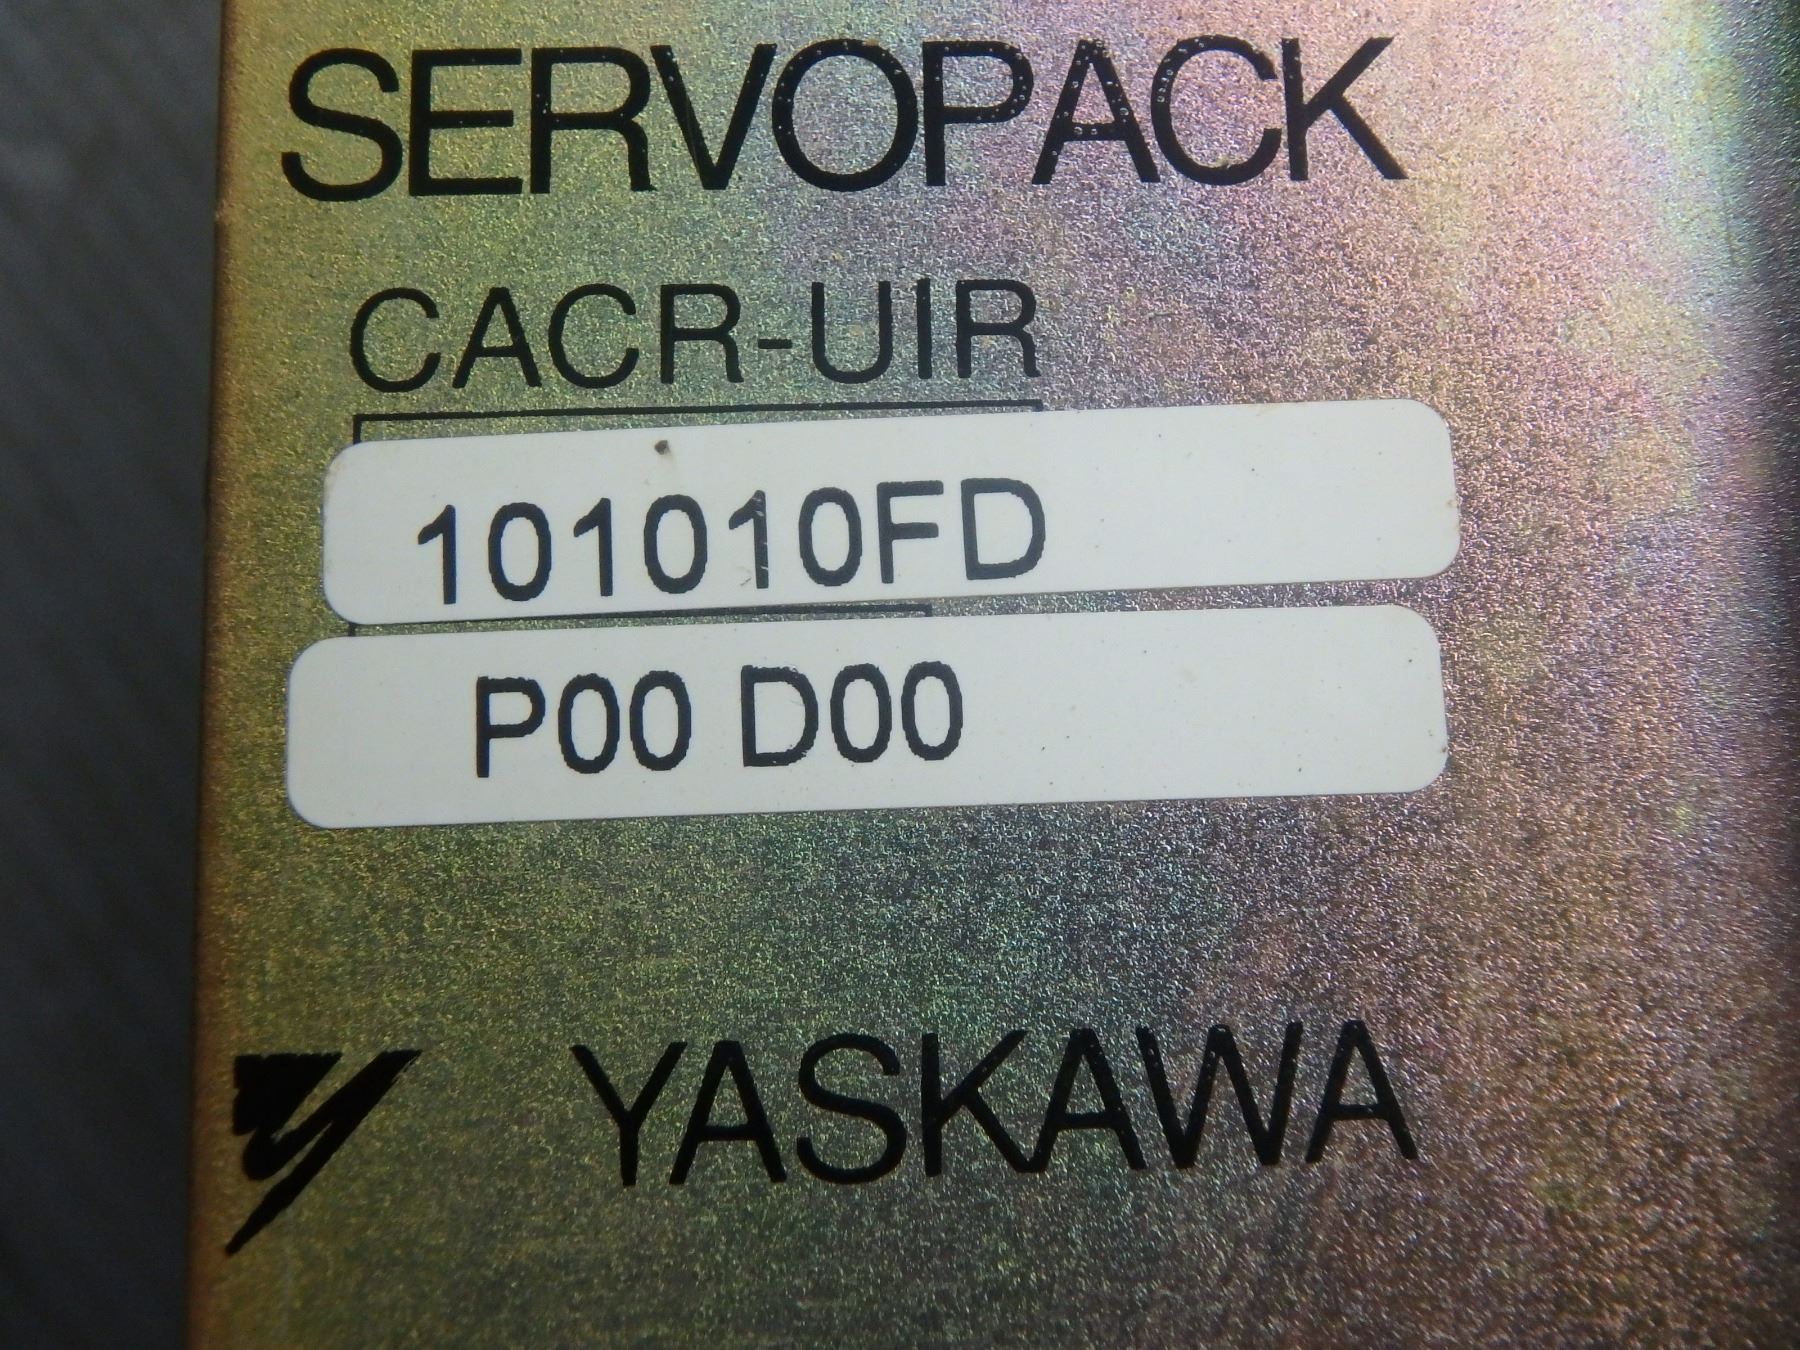 SERVOPACK
CACR-UIR
101010FD
P00 D00
YASKAWA